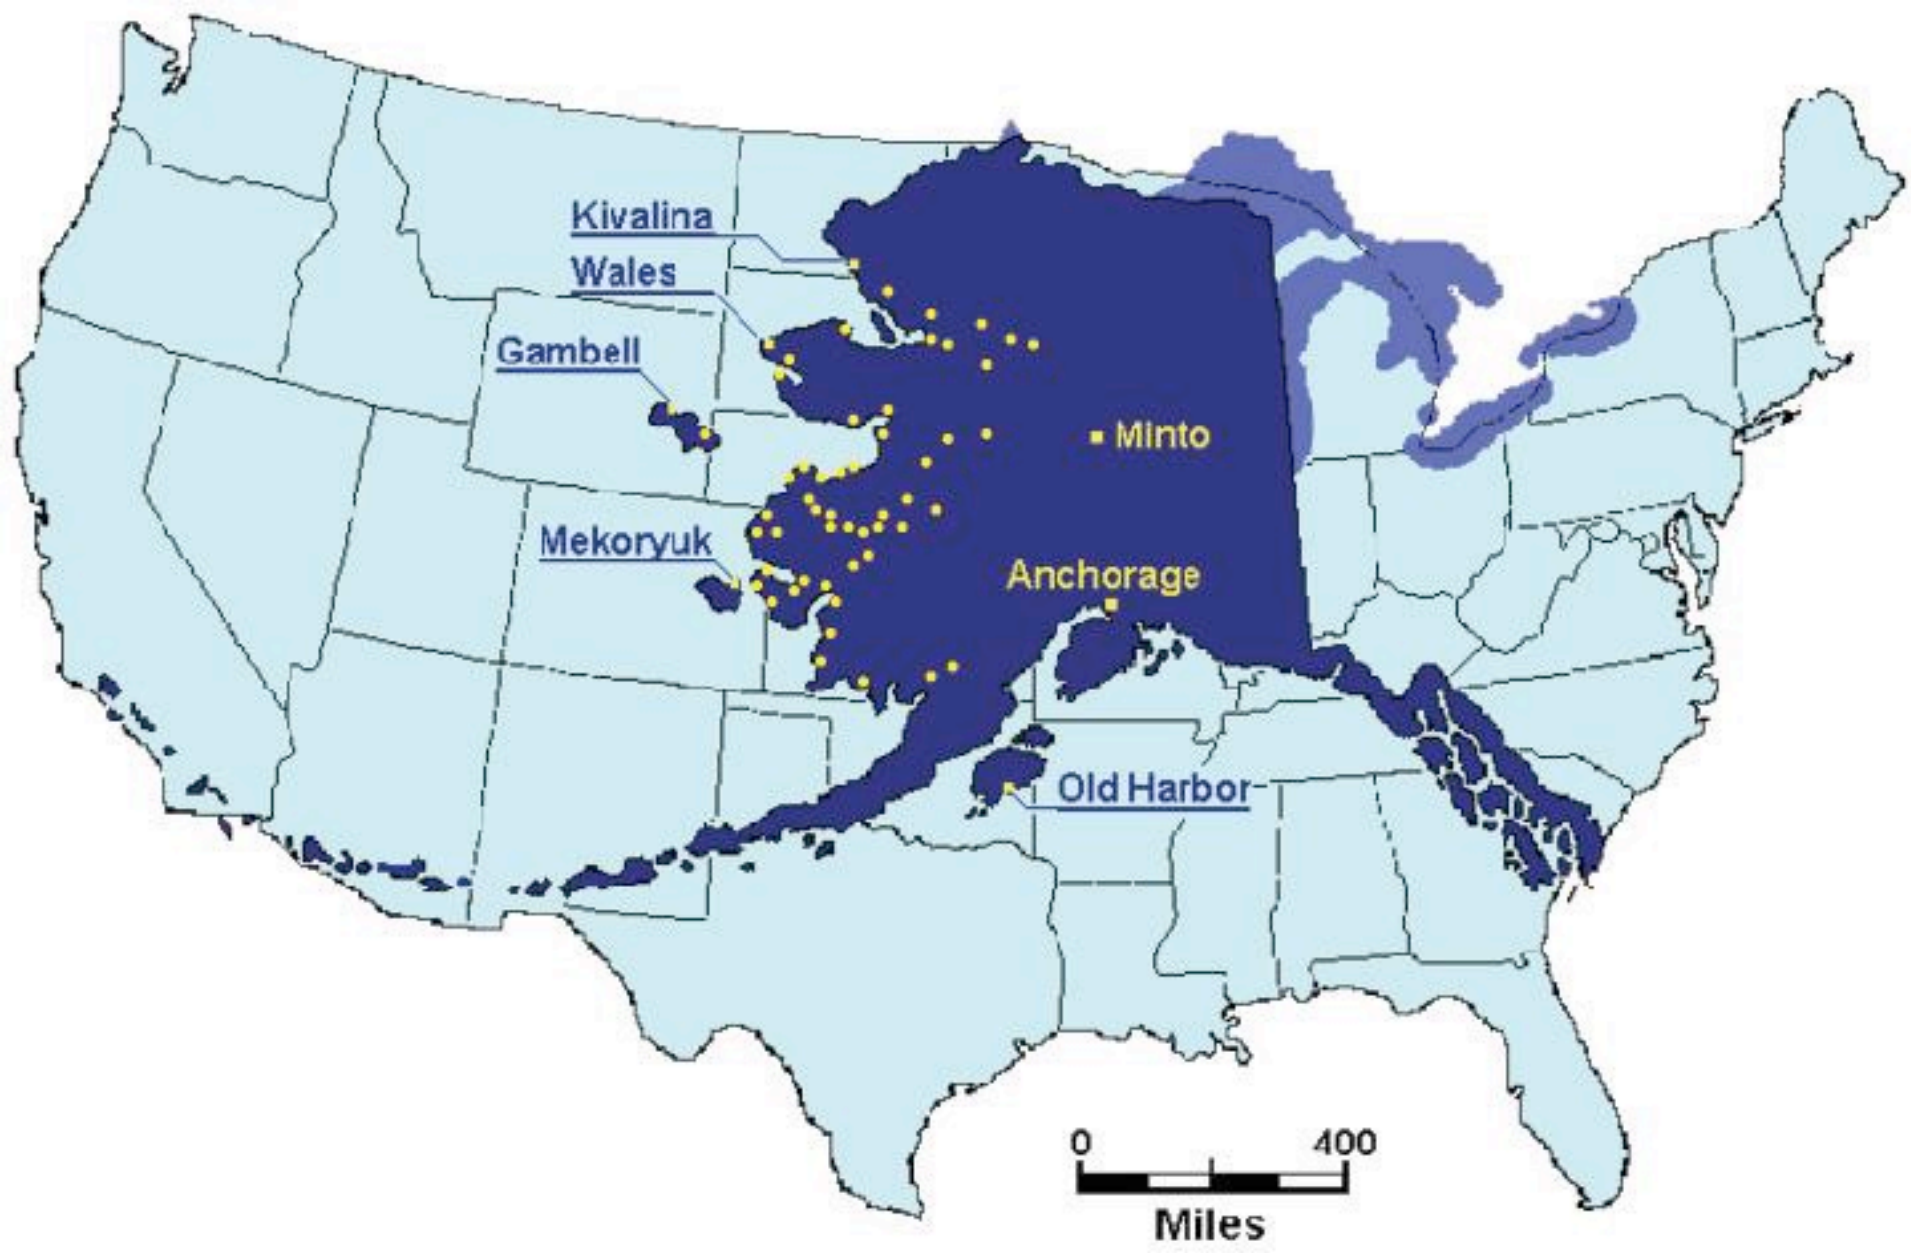 Kivalina
Wales
Gambell
Minto
Mekoryuk
Anchorage
Old Harbor
0 400
Miles